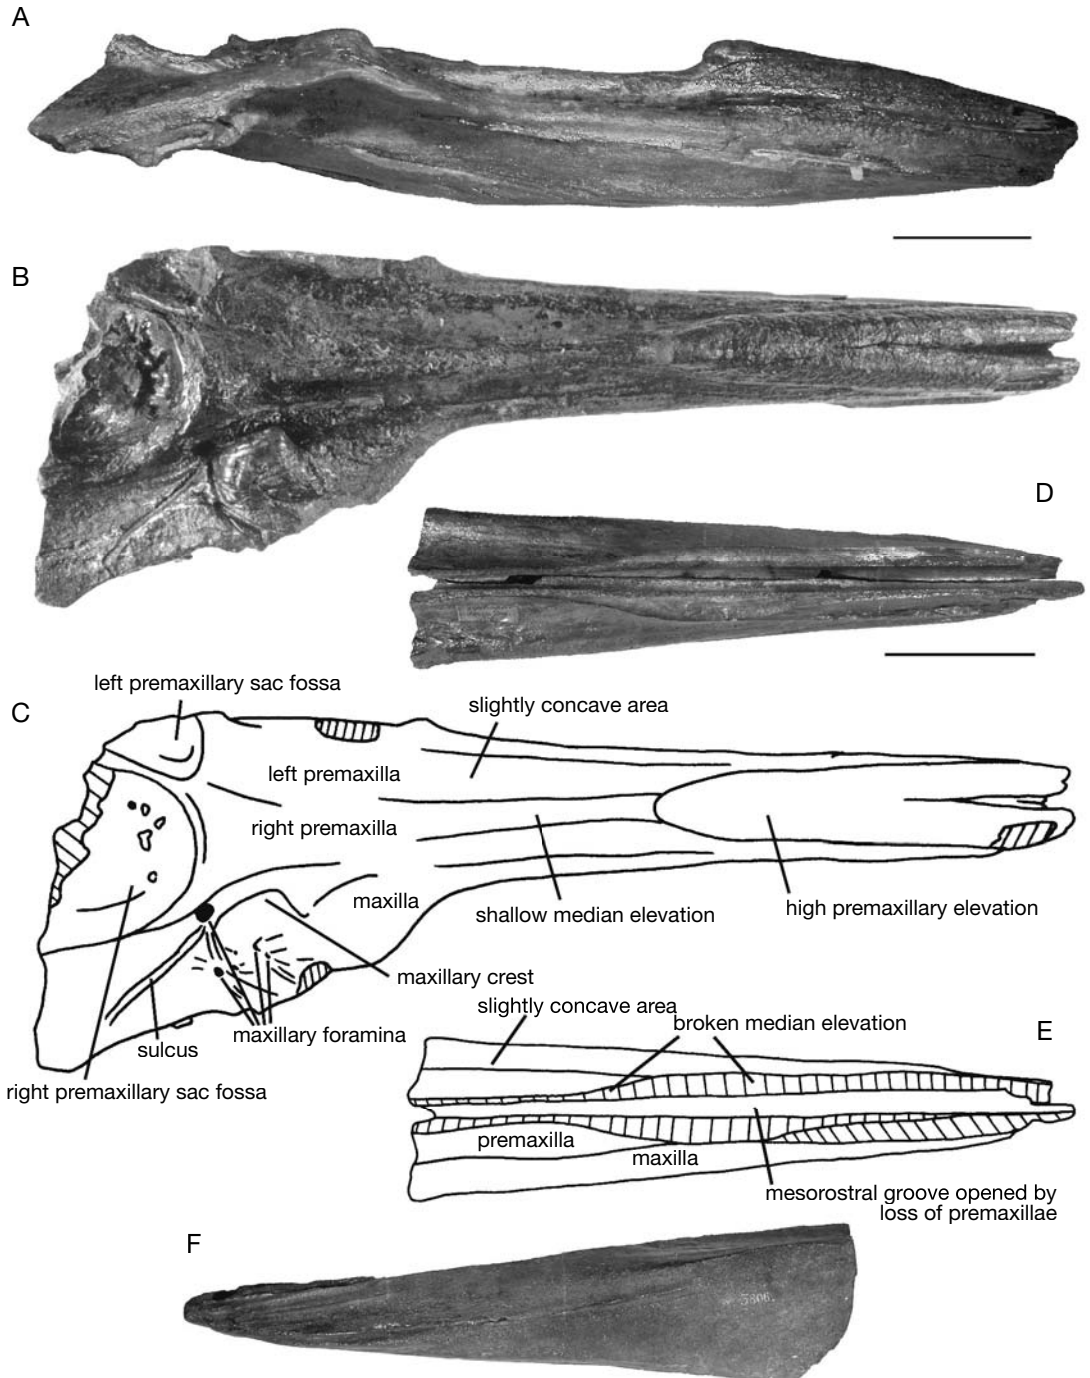 A
B
D
left premaxillary sac fossa
C
slightly concave area
left premaxilla
right premaxilla
maxilla
shallow median elevation
high premaxillary elevation
maxillary crest
slightly concave area
broken median elevation
E
maxillary foramina
sulcus
right premaxillary sac fossa
premaxilla
maxilla
mesorostral groove opened by
loss of premaxillae
F
3806.